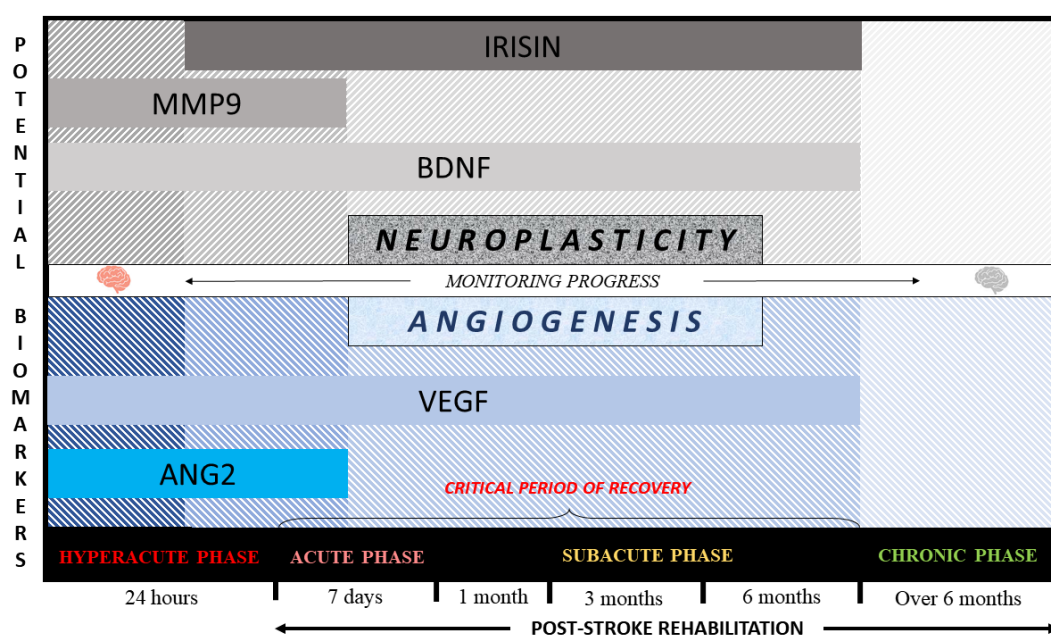 POTENTIAL BIOMARKERS
IRISIN
MMP9
BDNF
NEUROPLASTICITY
MONITORING PROGRESS
ANGIOGENESIS
VEGF
ANG2
CRITICAL PERIOD OF RECOVERY
HYPERACUTE PHASE ACUTE PHASE SUBACUTE PHASE CHRONIC PHASE
24 hours 7 days 1 month 3 months 6 months Over 6 months
POST-STROKE REHABILITATION